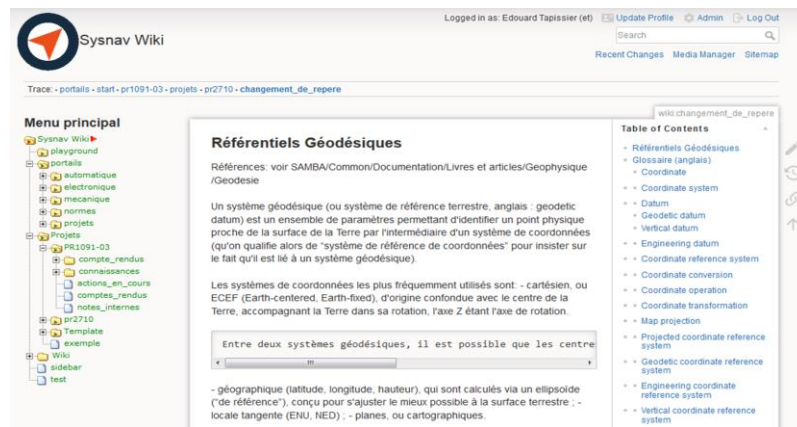 Logged in as: Edouard Tapissier (et) Update Profile Admin Log Out
Sysnav Wiki
Search
Recent Changes Media Manager Sitemap
Trace: • portails • start • pr1091-03 • projets • pr2710 • changement_de_repere
wiki:changement_de_repere
Menu principal
Sysnav Wiki
playground
portails
automatique
electronique
mecanique
normes
projets
Projets
PR1091-03
compte_rendus
connaissances
actions_en_cours
comptes_rendus
notes_internes
pr2710
Template
exemple
Wiki
sidebar
test
Référentiels Géodésiques
Références: voir SAMBA/Common/Documentation/Livres et articles/Geophysique
/Geodesie
Un système géodésique (ou système de référence terrestre, anglais : geodetic
datum) est un ensemble de paramètres permettant d'identifier un point physique
proche de la surface de la Terre par l'intermédiaire d'un système de coordonnées
(qu'on qualifie alors de “système de référence de coordonnées” pour insister sur
le fait qu'il est lié à un système géodésique).
Les systèmes de coordonnées les plus fréquemment utilisés sont: - cartésien, ou
ECEF (Earth-centered, Earth-fixed), d'origine confondue avec le centre de la
Terre, accompagnant la Terre dans sa rotation, l'axe Z étant l'axe de rotation.
Entre deux systèmes géodésiques, il est possible que les centre
- géographique (latitude, longitude, hauteur), qui sont calculés via un ellipsoïde
(“de référence”), conçu pour s'ajuster le mieux possible à la surface terrestre ; -
locale tangente (ENU, NED) ; - planes, ou cartographiques.
Table of Contents
Référentiels Géodésiques
Glossaire (anglais)
Coordinate
Coordinate system
Datum
Geodetic datum
Vertical datum
Engineering datum
Coordinate reference system
Coordinate conversion
Coordinate operation
Coordinate transformation
Map projection
Projected coordinate reference
system
Geodetic coordinate reference
system
Engineering coordinate
reference system
Vertical coordinate reference
system